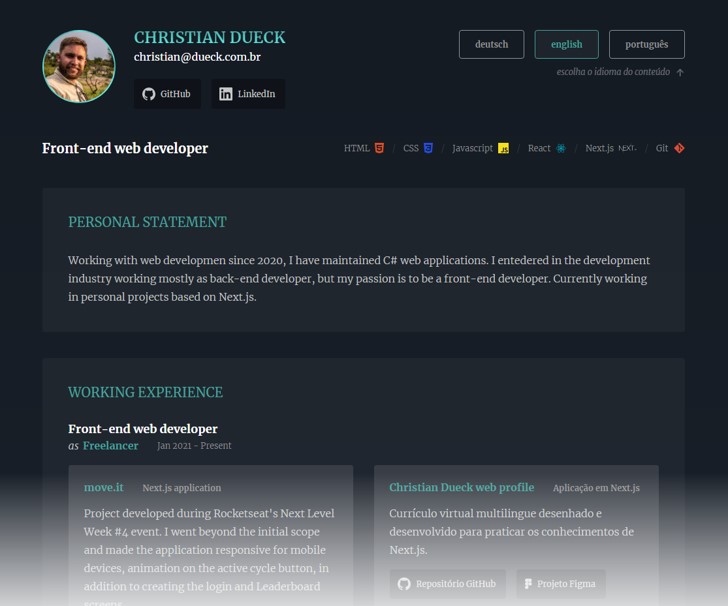 CHRISTIAN DUECK
christian@dueck.com.br
GitHub
LinkedIn
deutsch
english
português
escolha o idioma do conteúdo
Front-end web developer
HTML / CSS / Javascript JS / React / Next.js NEXT. / Git
PERSONAL STATEMENT
Working with web developmen since 2020, I have maintained C# web applications. I entedered in the development
industry working mostly as back-end developer, but my passion is to be a front-end developer. Currently working
in personal projects based on Next.js.
WORKING EXPERIENCE
Front-end web developer
as Freelancer Jan 2021 - Present
move.it Next.js application
Project developed during Rocketseat's Next Level
Week #4 event. I went beyond the initial scope
and made the application responsive for mobile
devices, animation on the active cycle button, in
addition to creating the login and Leaderboard
screens.
Christian Dueck web profile Aplicação em Next.js
Currículo virtual multilingue desenhado e
desenvolvido para praticar os conhecimentos de
Next.js.
Repositório GitHub
Projeto Figma